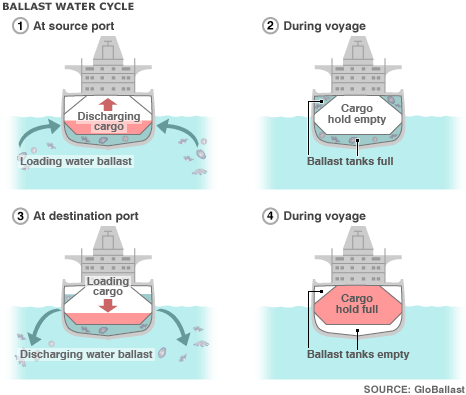 BALLAST WATER CYCLE
1 At source port
Discharging
cargo
Loading water ballast
2 During voyage
Cargo
hold empty
Ballast tanks full
3 At destination port
Loading
cargo
Discharging water ballast
4 During voyage
Cargo
hold full
Ballast tanks empty
SOURCE: GloBallast